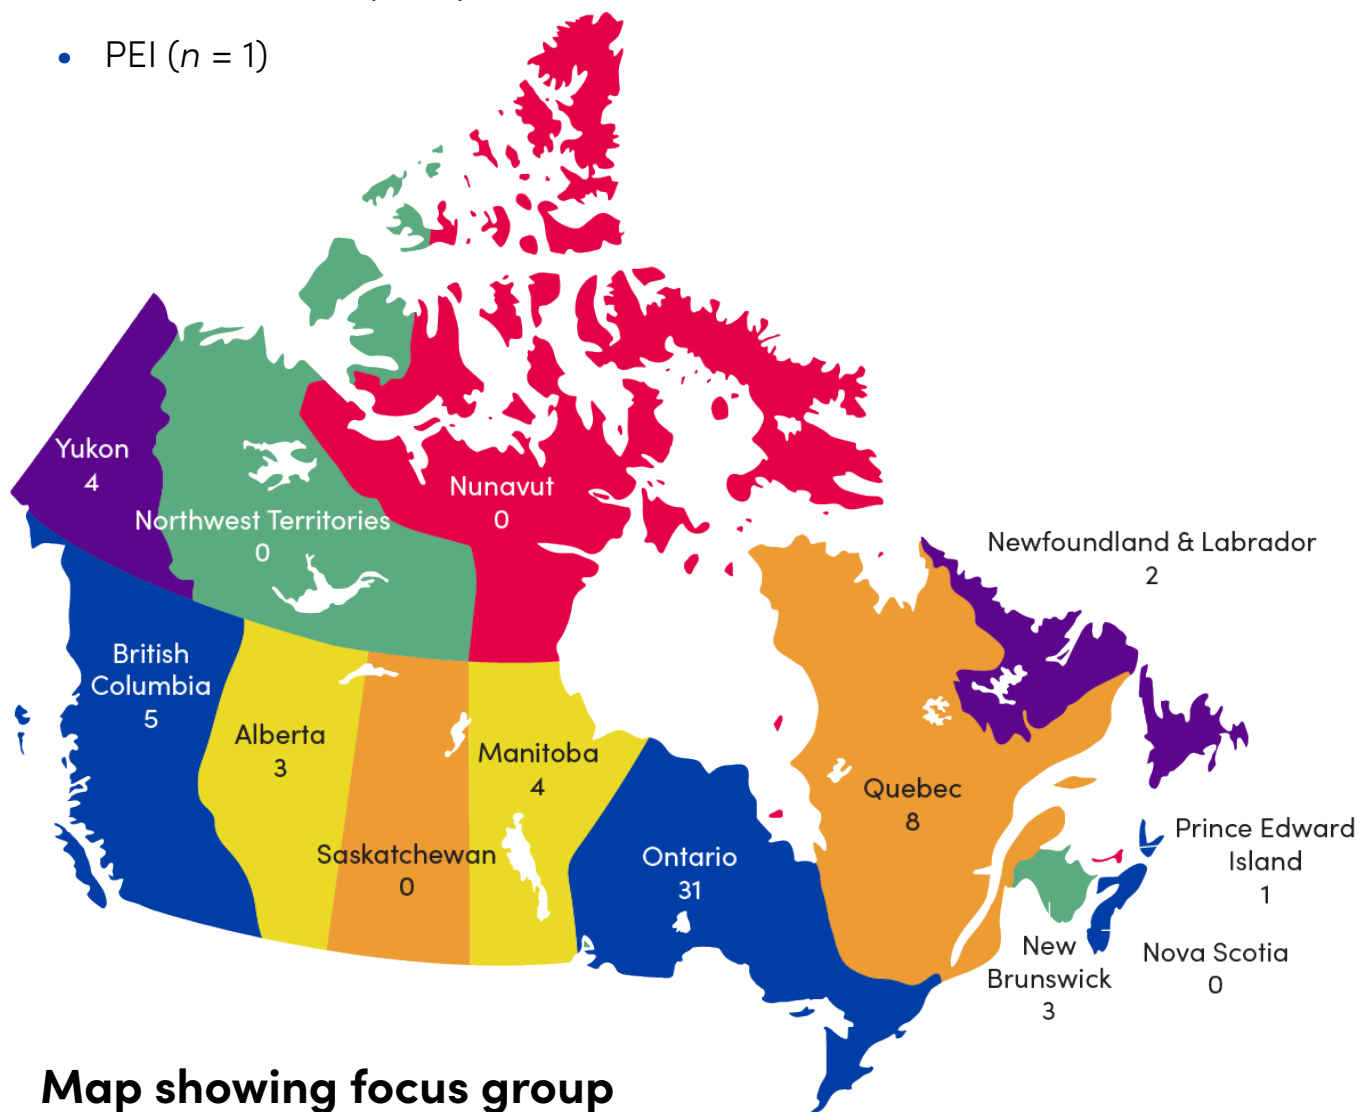 • PEI (n = 1)
Yukon
4
Northwest Territories
0
Nunavut
0
Newfoundland & Labrador
2
British
Columbia
5
Alberta
3
Saskatchewan
0
Manitoba
4
Ontario
31
Quebec
8
Prince Edward
Island
1
New
Brunswick
3
Nova Scotia
0
Map showing focus group